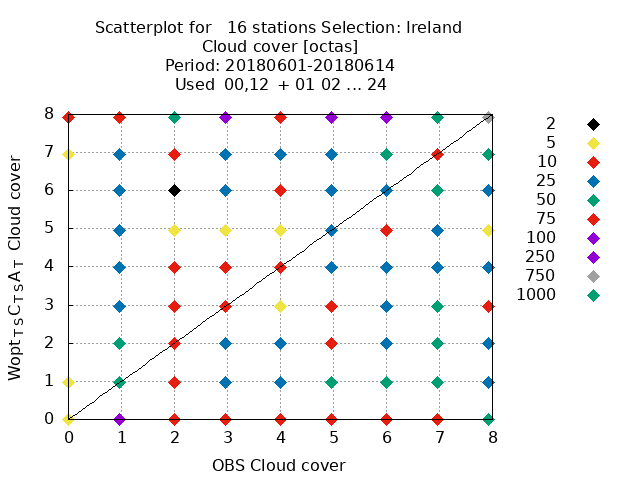 Scatterplot for 16 stations Selection: Ireland
Cloud cover [octas]
Period: 20180601-20180614
Used 00,12 + 01 02 ... 24
8
7
6
5
4
3
2
1
0
0 1 2 3 4 5 6 7 8
OBS Cloud cover
Wopt T S C T S A T Cloud cover
2
5
10
25
50
75
100
250
750
1000